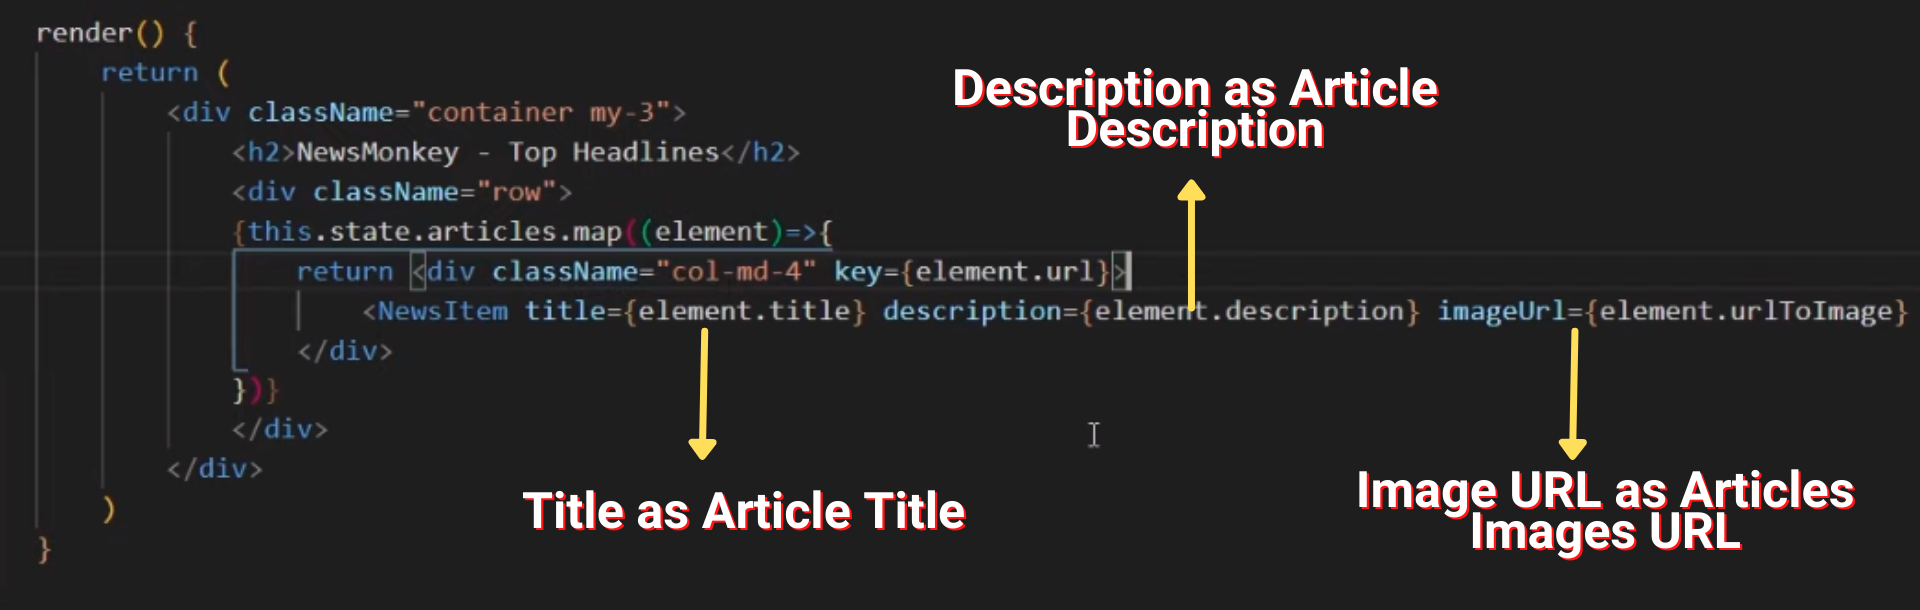 render() {
return (
<div className="container my-3">
<h2>NewsMonkey - Top Headlines</h2>
<div className="row">
{this.state.articles.map((element)=>{
return <div className="col-md-4" key={element.url}>
<NewsItem title={element.title} description={element.description} imageUrl={element.urlToImage}
</div>
})}
</div>
</div>
)
}
Description as Article
Description
Title as Article Title
Image URL as Articles
Images URL